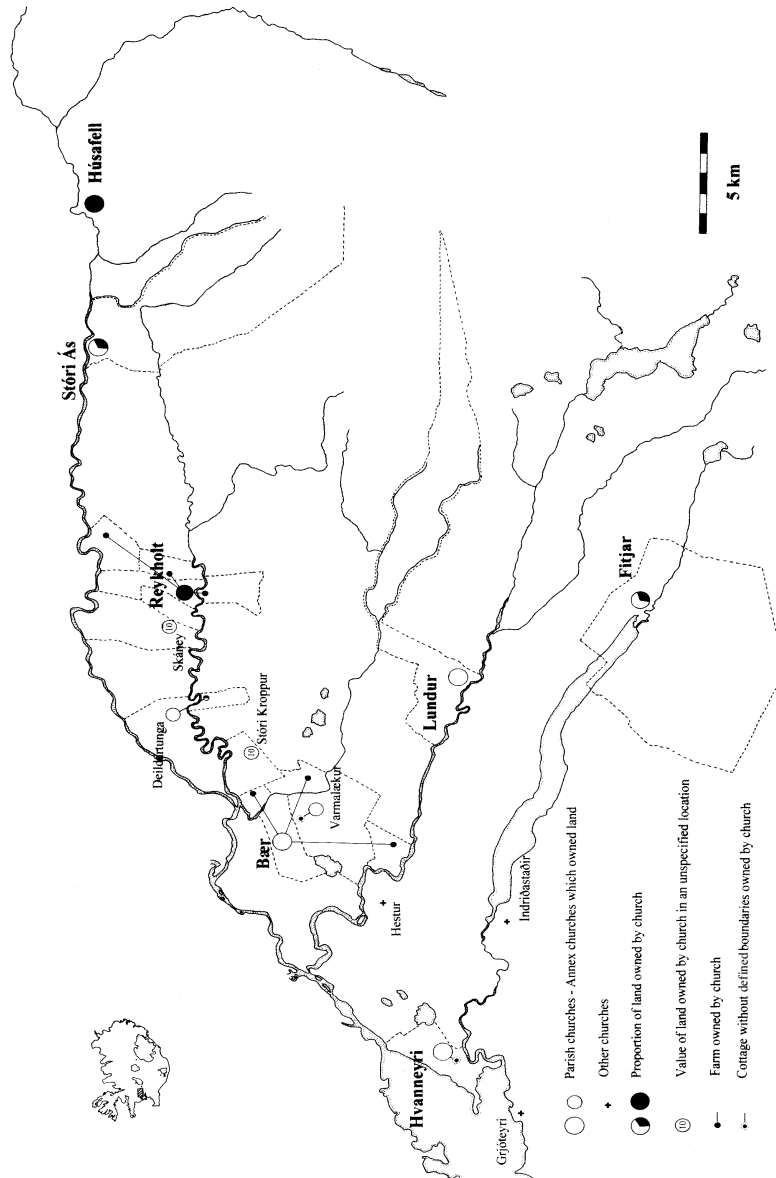 Húsafell
Stóri Ás
Reykholt
10
Skáney
Deildartunga
10
Stóri Kroppur
Varmalækur
Bær
Lundur
Fitjar
Hestur
Indriðastaðir
Hvanneyri
Grjóteyri
5 km
Parish churches - Annex churches which owned land
Other churches
Proportion of land owned by church
10 Value of land owned by church in an unspecified location
Farm owned by church
Cottage without defined boundaries owned by church